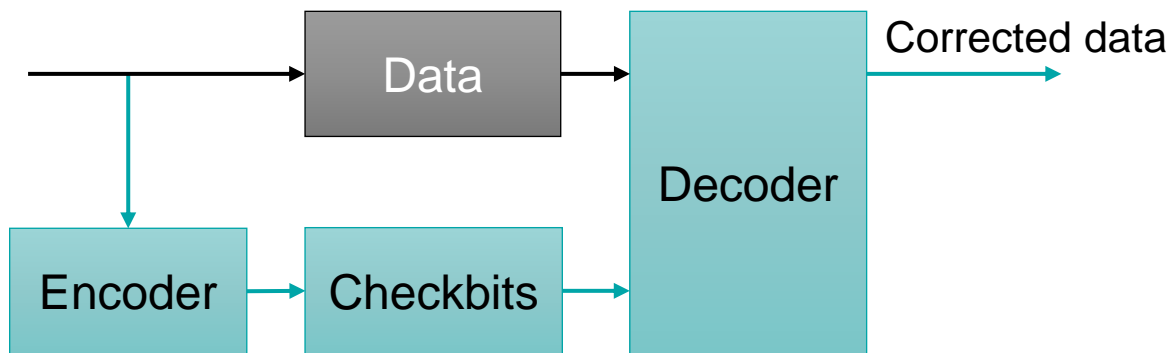 Corrected data
Data
Decoder
Encoder
Checkbits